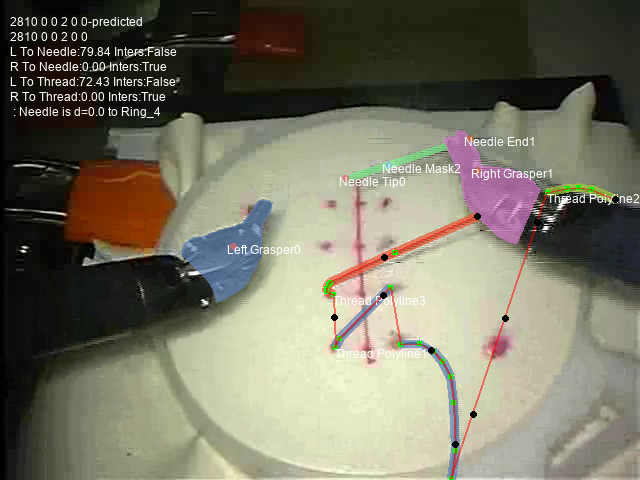 2810 0 0 2 0 0-predicted
2810 0 0 2 0 0
L To Needle:79.84 Inters:False
R To Needle:0.00 Inters:True
L To Thread:72.43 Inters:False
R To Thread:0.00 Inters:True
: Needle is d=0.0 to Ring_4
Needle End1
Needle Mask2
Right Grasper1
Needle Tip0
Thread Polyline2
Left Grasper0
Thread Polyline3
Thread Polyline1